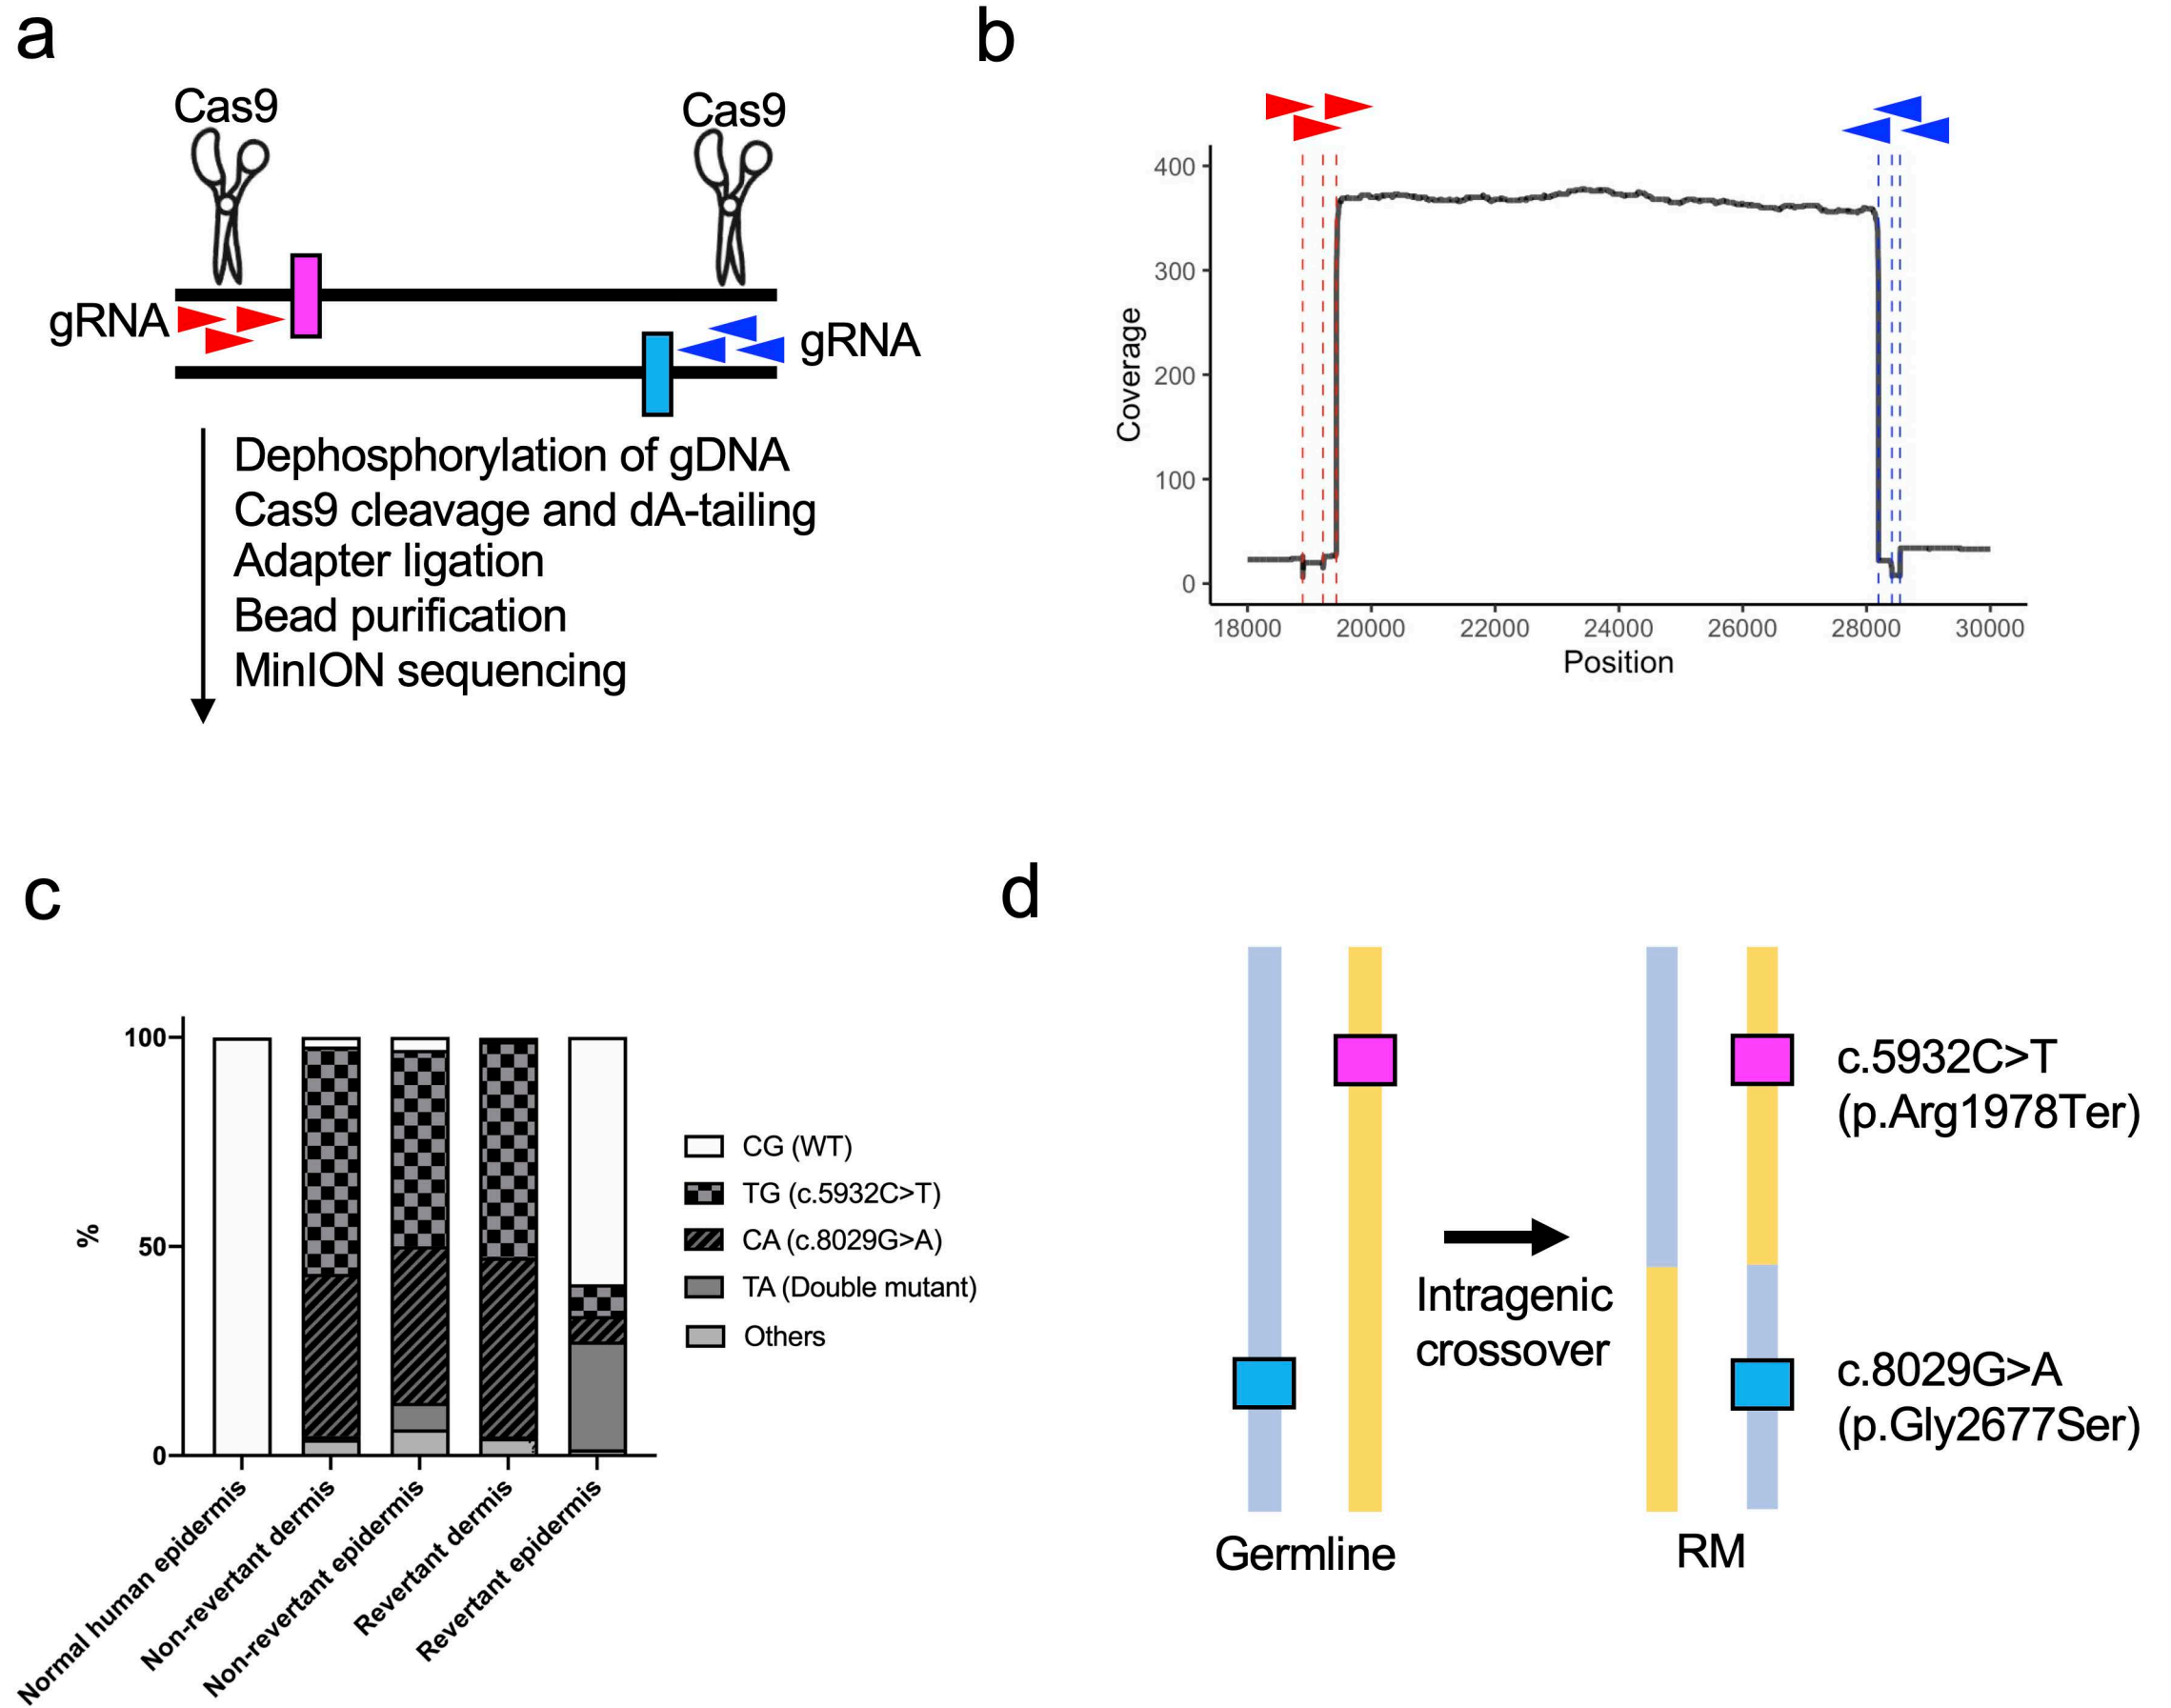 a
Cas9
Cas9
gRNA
gRNA
Dephosphorylation of gDNA
Cas9 cleavage and dA-tailing
Adapter ligation
Bead purification
MinION sequencing
b
400
300
200
100
0
Coverage
18000 20000 22000 24000 26000 28000 30000
Position
c
100
50
0
%
Normal human epidermis
Non-revertant dermis
Non-revertant epidermis
Revertant dermis
Revertant epidermis
CG (WT)
TG (c.5932C>T)
CA (c.8029G>A)
TA (Double mutant)
Others
d
Intragenic
crossover
c.5932C>T
(p.Arg1978Ter)
c.8029G>A
(p.Gly2677Ser)
Germline
RM